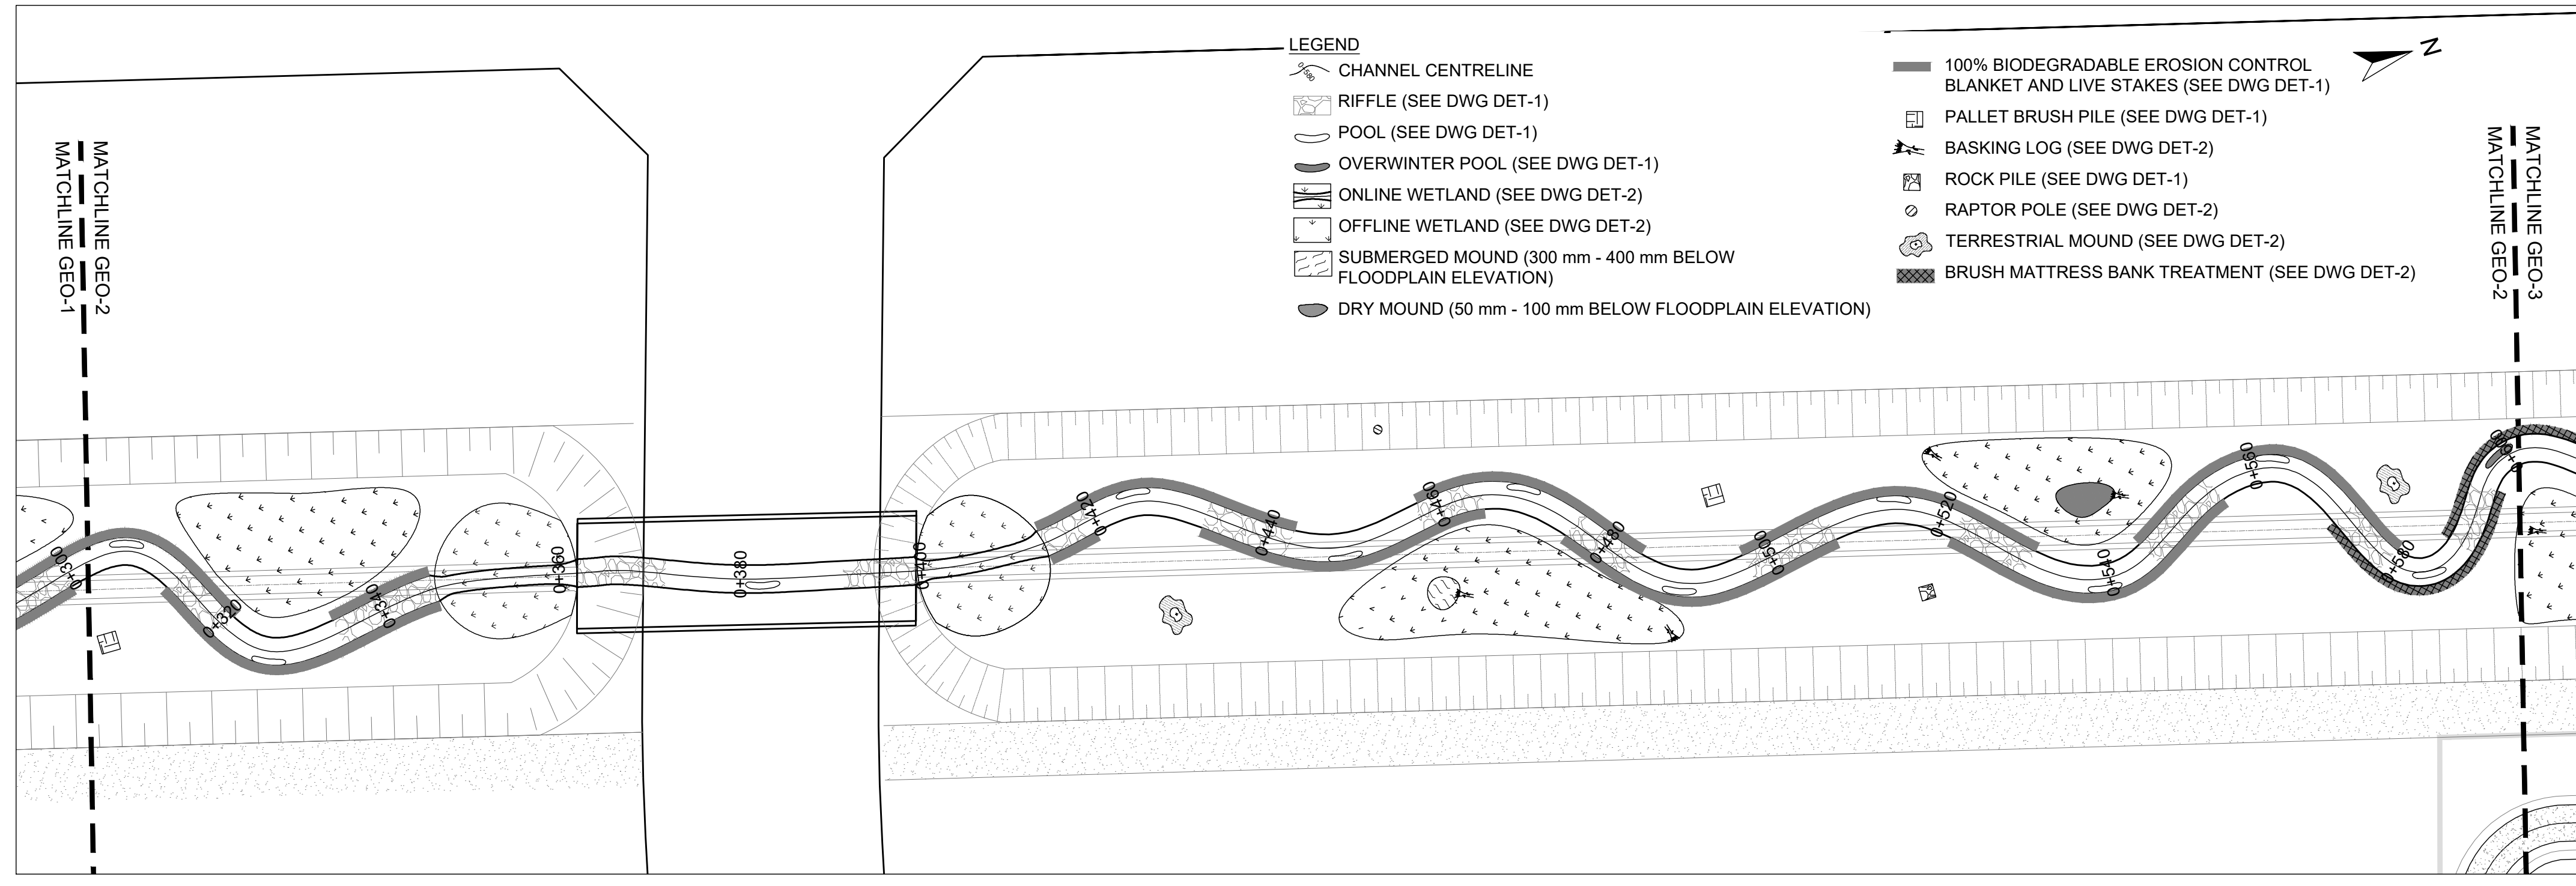 LEGEND
CHANNEL CENTRELINE
0+580
RIFFLE (SEE DWG DET-1)
POOL (SEE DWG DET-1)
OVERWINTER POOL (SEE DWG DET-1)
ONLINE WETLAND (SEE DWG DET-2)
OFFLINE WETLAND (SEE DWG DET-2)
SUBMERGED MOUND (300 mm - 400 mm BELOW
FLOODPLAIN ELEVATION)
DRY MOUND (50 mm - 100 mm BELOW FLOODPLAIN ELEVATION)
100% BIODEGRADABLE EROSION CONTROL
BLANKET AND LIVE STAKES (SEE DWG DET-1)
PALLET BRUSH PILE (SEE DWG DET-1)
BASKING LOG (SEE DWG DET-2)
ROCK PILE (SEE DWG DET-1)
RAPTOR POLE (SEE DWG DET-2)
TERRESTRIAL MOUND (SEE DWG DET-2)
BRUSH MATTRESS BANK TREATMENT (SEE DWG DET-2)
N
MATCHLINE GEO-1
MATCHLINE GEO-2
MATCHLINE GEO-2
MATCHLINE GEO-3
0+300
0+320
0+340
0+360
0+380
0+400
0+420
0+440
0+460
0+480
0+500
0+520
0+540
0+560
0+580
0+600